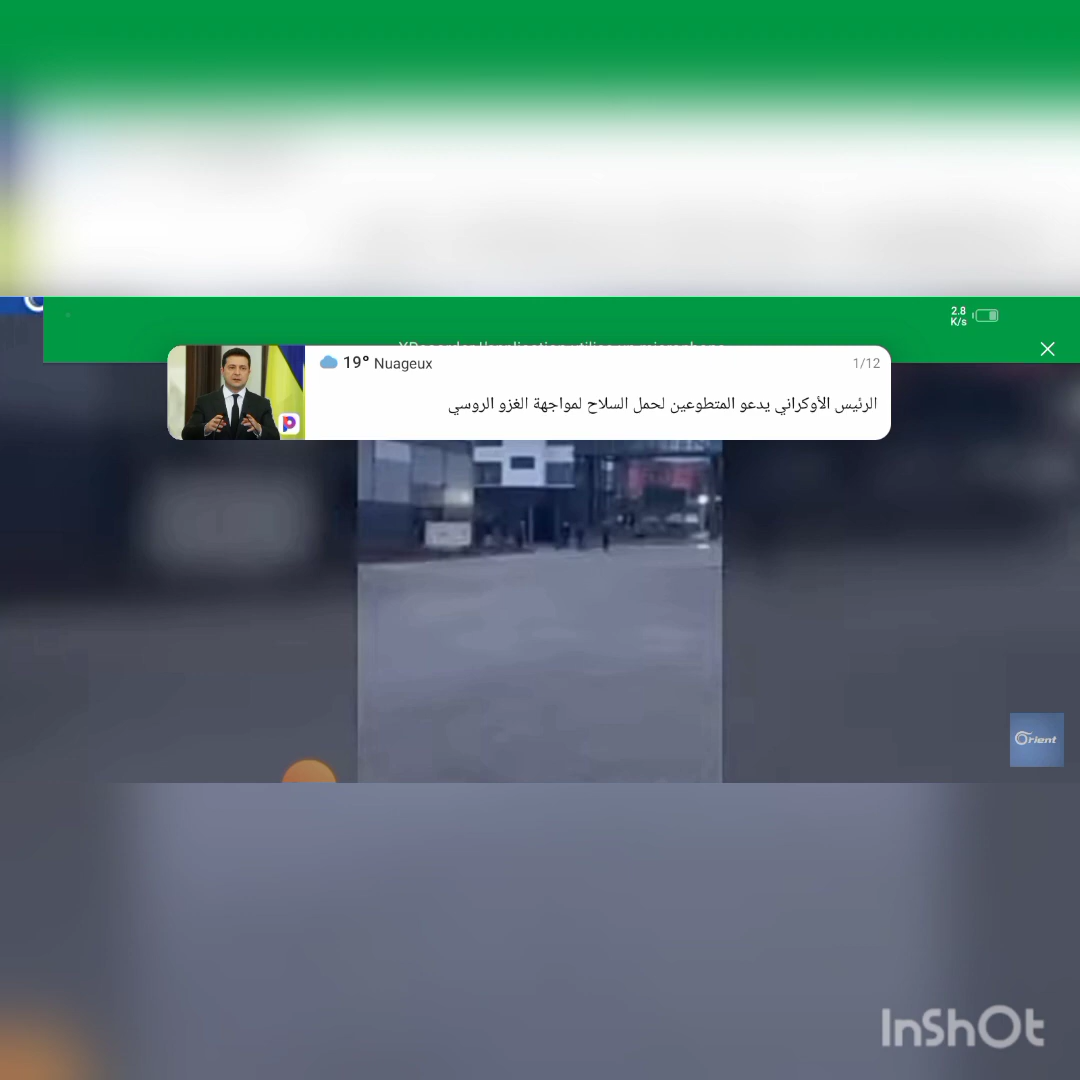 2.8
K/s
19° Nuageux
1/12
الرئيس الأوكراني يدعو المتطوعين لحمل السلاح لمواجهة الغزو الروسي
Orient
InShOt